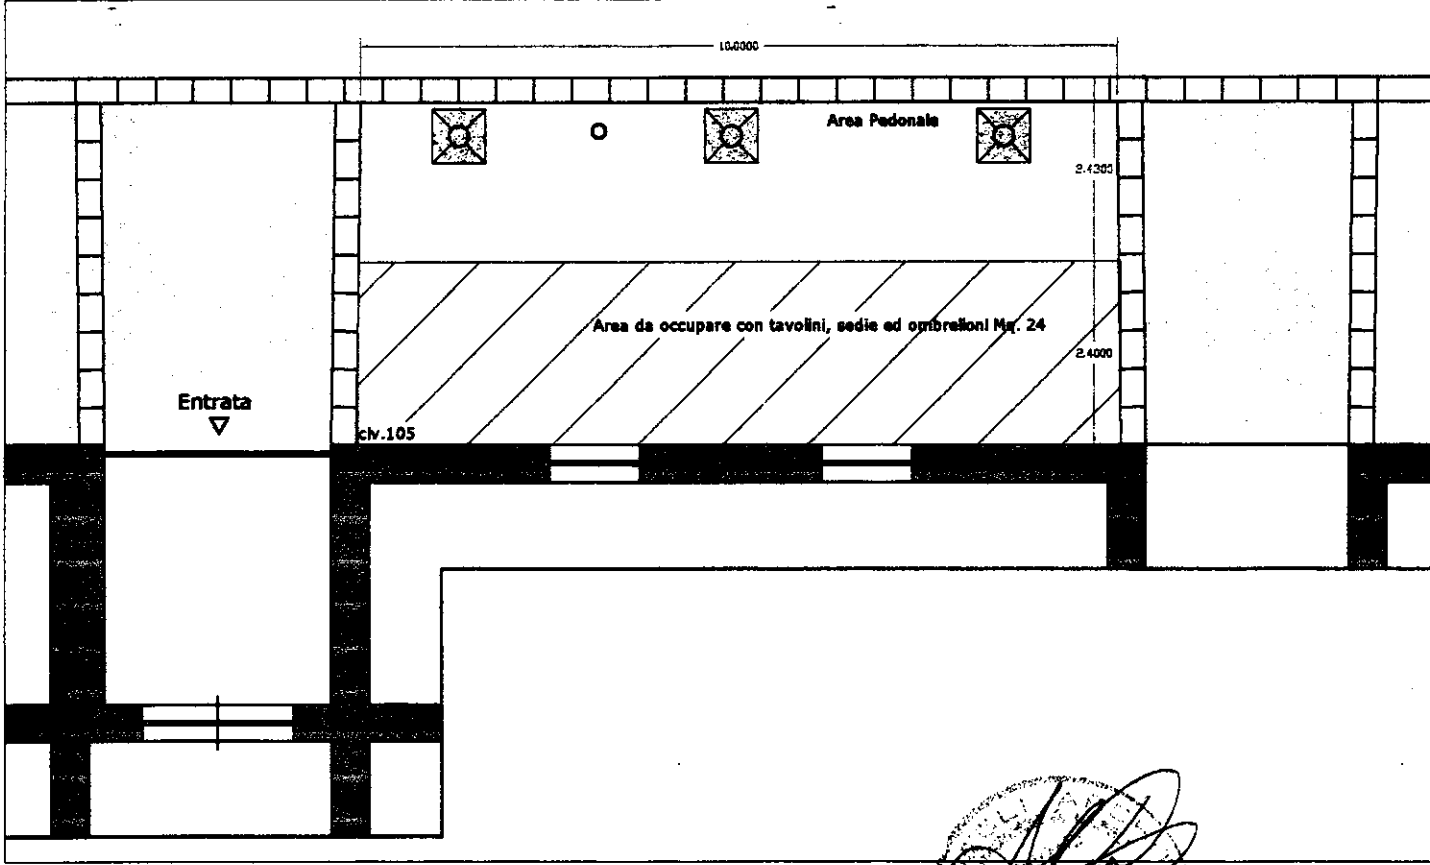 10.0000
Area Pedonale
2.4300
Area da occupare con tavolini, sedie ed ombrelloni Mq. 24
2.4000
Entrata
civ.105